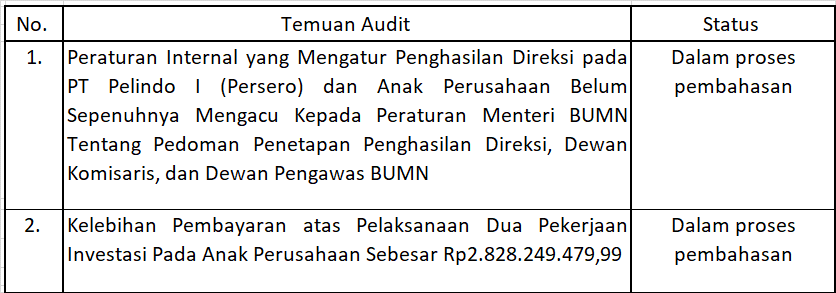 No. Temuan Audit Status
1. Peraturan Internal yang Mengatur Penghasilan Direksi pada Dalam proses
PT Pelindo I (Persero) dan Anak Perusahaan Belum pembahasan
Sepenuhnya Mengacu Kepada Peraturan Menteri BUMN
Tentang Pedoman Penetapan Penghasilan Direksi, Dewan
Komisaris, dan Dewan Pengawas BUMN
2. Kelebihan Pembayaran atas Pelaksanaan Dua Pekerjaan Dalam proses
Investasi Pada Anak Perusahaan Sebesar Rp2.828.249.479,99 pembahasan